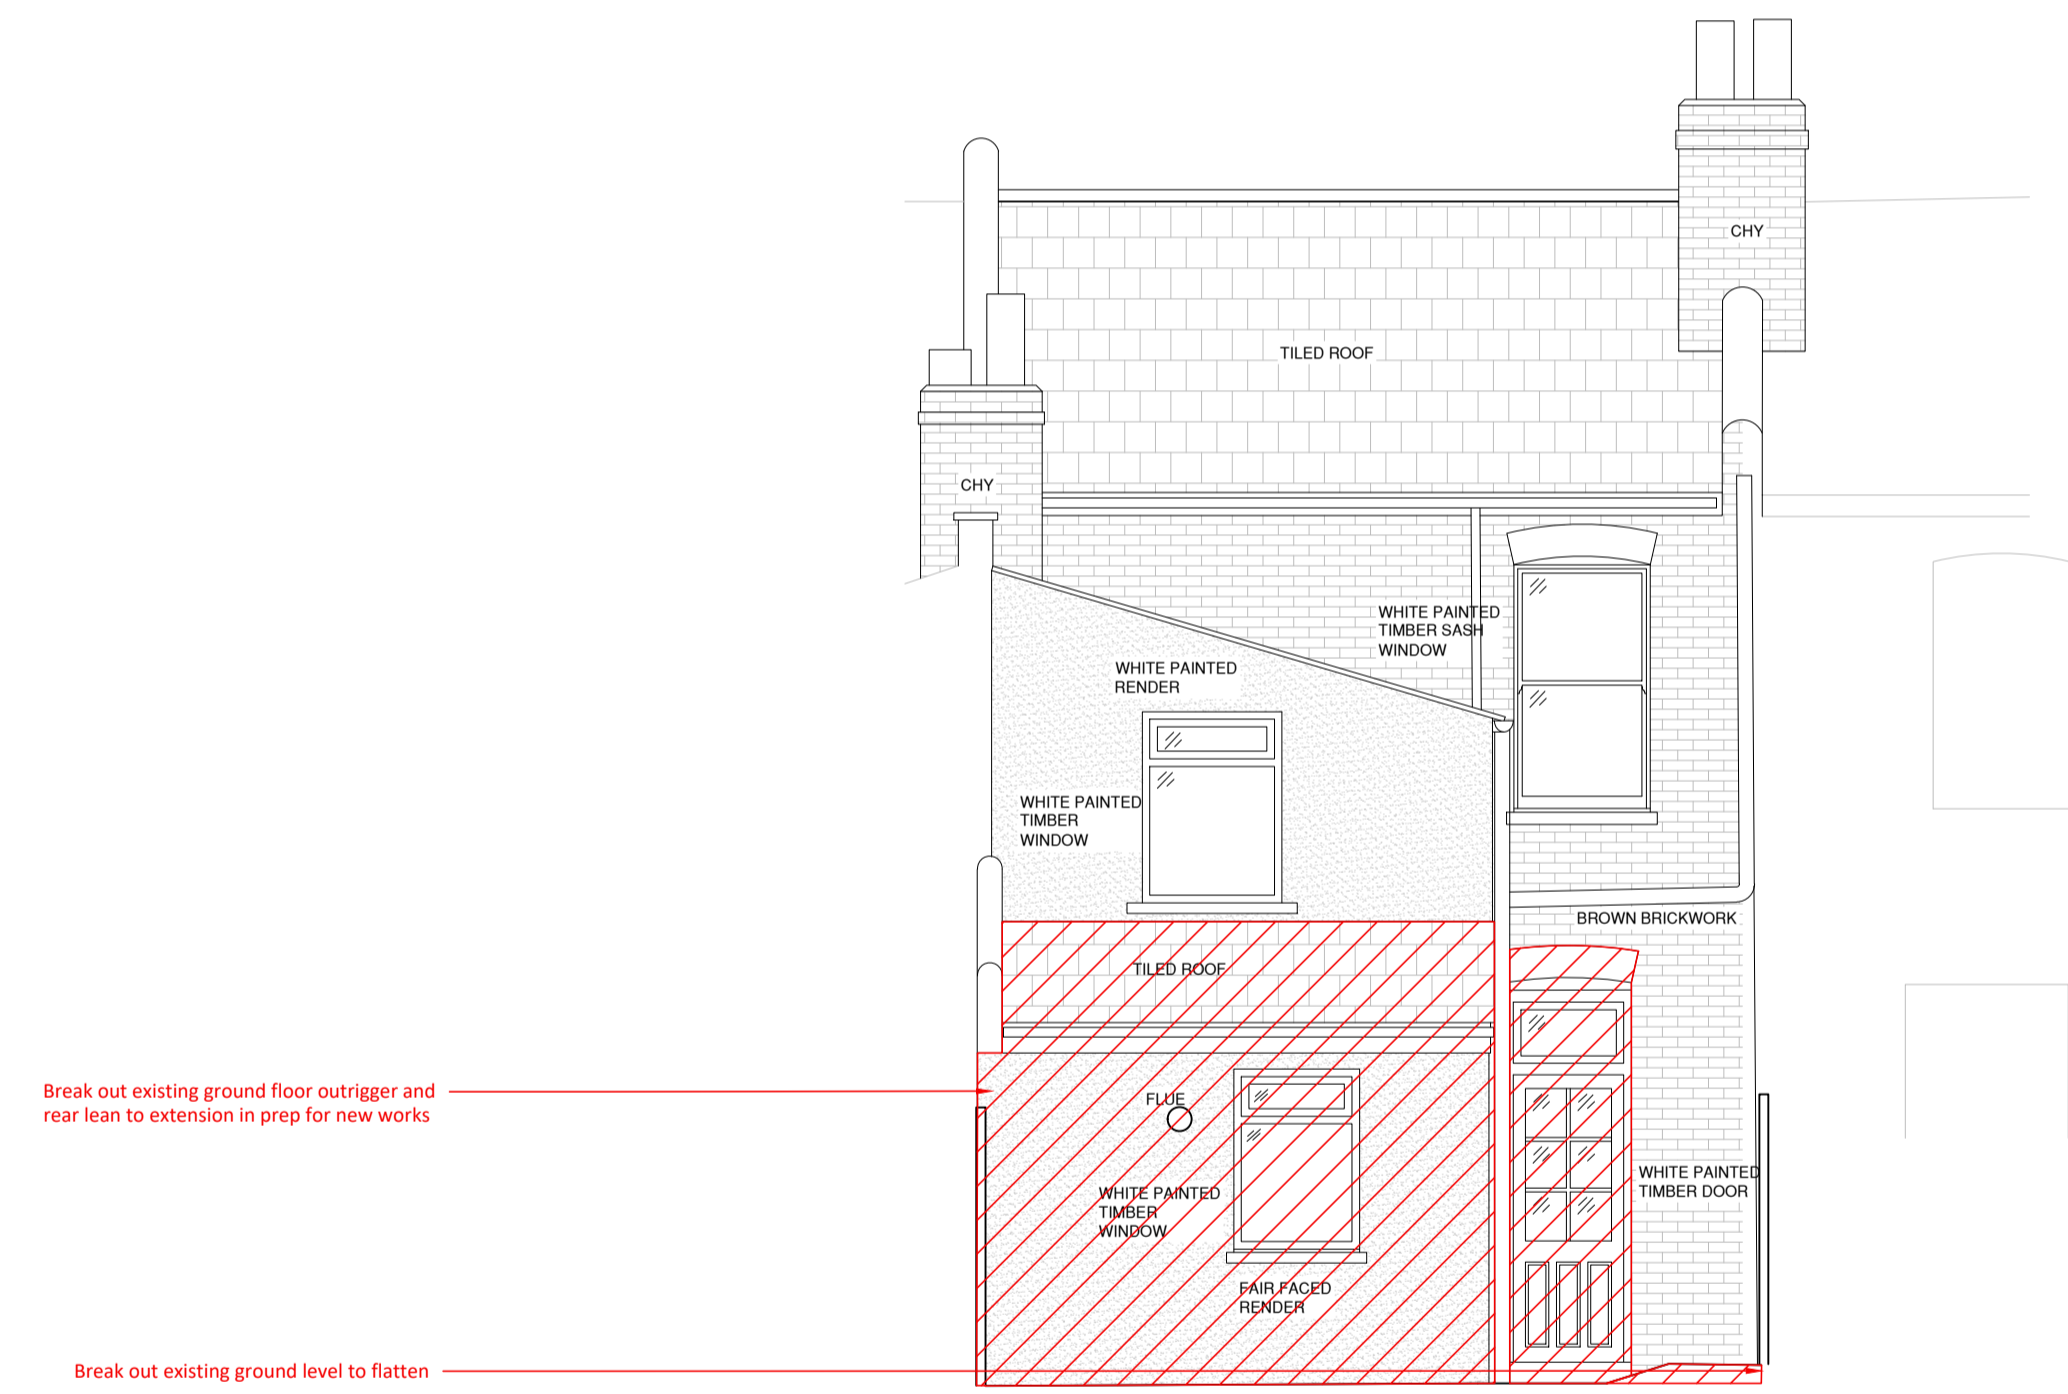 CHY
TILED ROOF
CHY
WHITE PAINTED
TIMBER SASH
WINDOW
WHITE PAINTED
RENDER
WHITE PAINTED
TIMBER
WINDOW
BROWN BRICKWORK
TILED ROOF
Break out existing ground floor outrigger and
rear lean to extension in prep for new works
FLUE
WHITE PAINTED
TIMBER DOOR
WHITE PAINTED
TIMBER
WINDOW
FAIR FACED
RENDER
Break out existing ground level to flatten